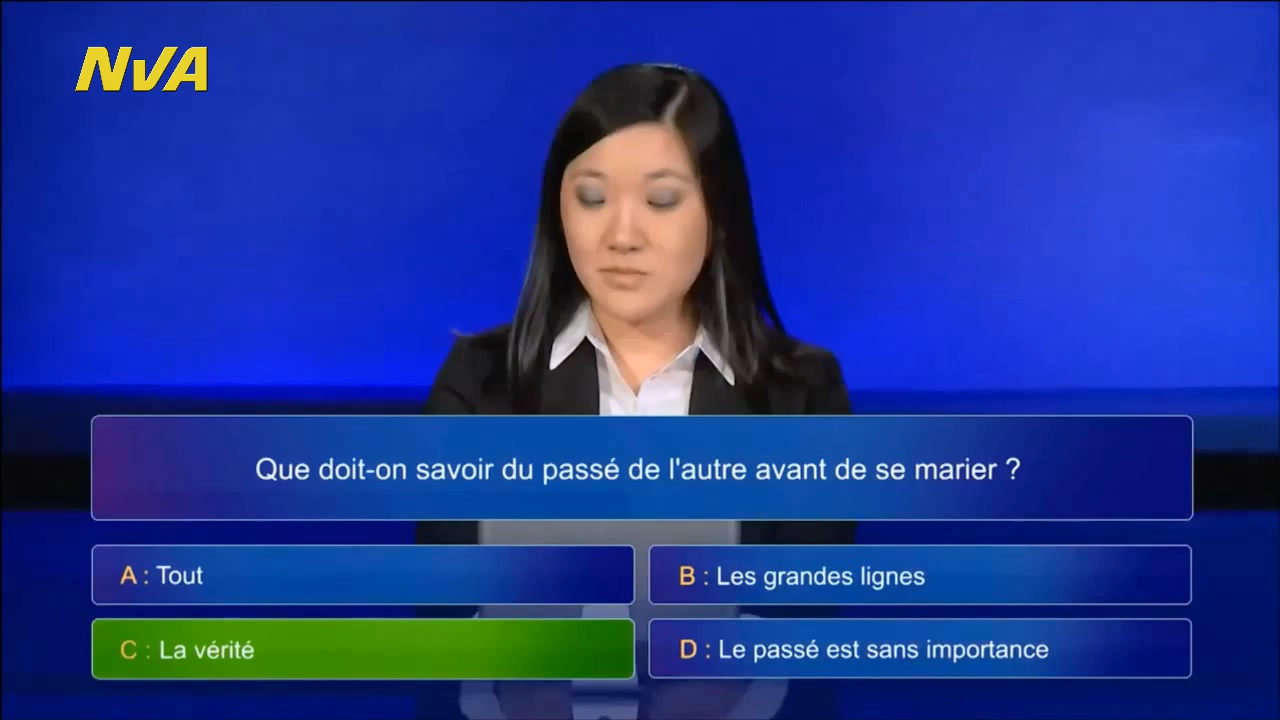 NvA
Que doit-on savoir du passé de l'autre avant de se marier ?
A : Tout
B : Les grandes lignes
C : La vérité
D : Le passé est sans importance